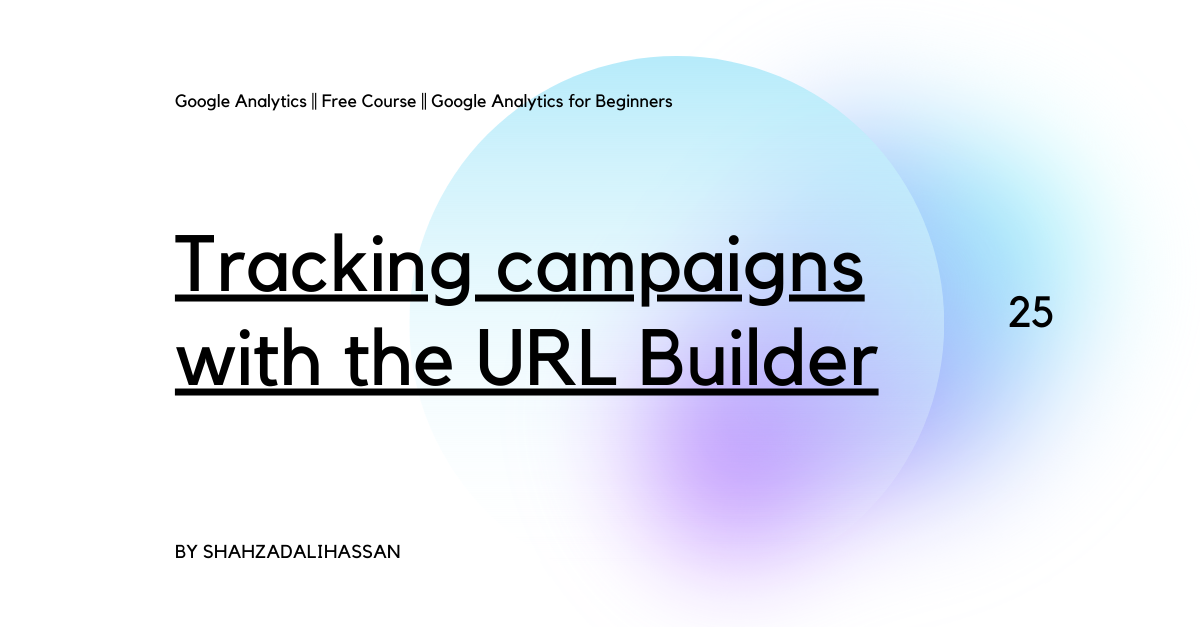 Google Analytics || Free Course || Google Analytics for Beginners
Tracking campaigns
with the URL Builder
25
BY SHAHZADALIHASSAN